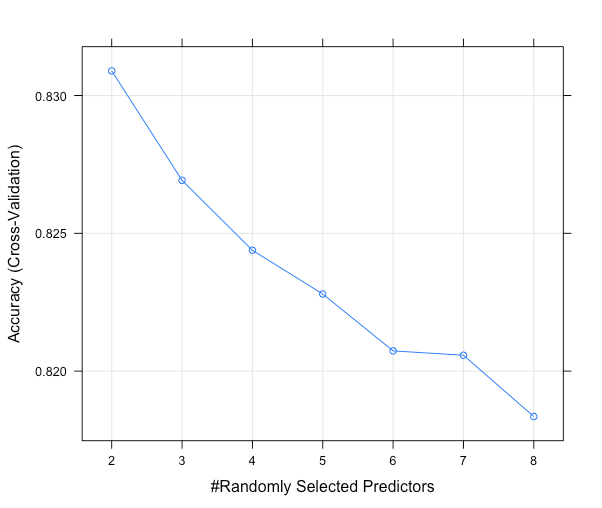 0.830
0.825
0.820
Accuracy (Cross-Validation)
2 3 4 5 6 7 8
#Randomly Selected Predictors